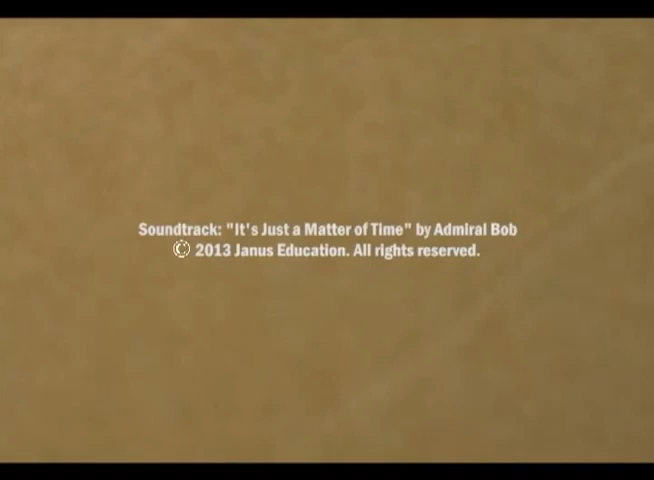 Soundtrack: "It's Just a Matter of Time" by Admiral Bob
© 2013 Janus Education. All rights reserved.